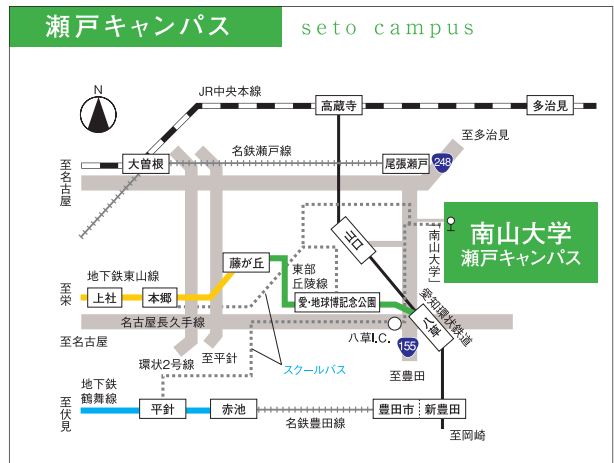 瀬戸キャンパス
seto campus
N
JR中央本線
高蔵寺
多治見
至多治見
至名古屋
大曽根
名鉄瀬戸線
尾張瀬戸
248
山口
「南山大学」
南山大学
瀬戸キャンパス
藤が丘
東部
丘陵線
地下鉄東山線
至栄
上社
本郷
愛・地球博記念公園
愛知環状鉄道
八草
名古屋長久手線
八草I.C.
至名古屋
至平針
155
環状2号線
スクールバス
至豊田
地下鉄
鶴舞線
至伏見
平針
赤池
名鉄豊田線
豊田市
新豊田
至岡崎